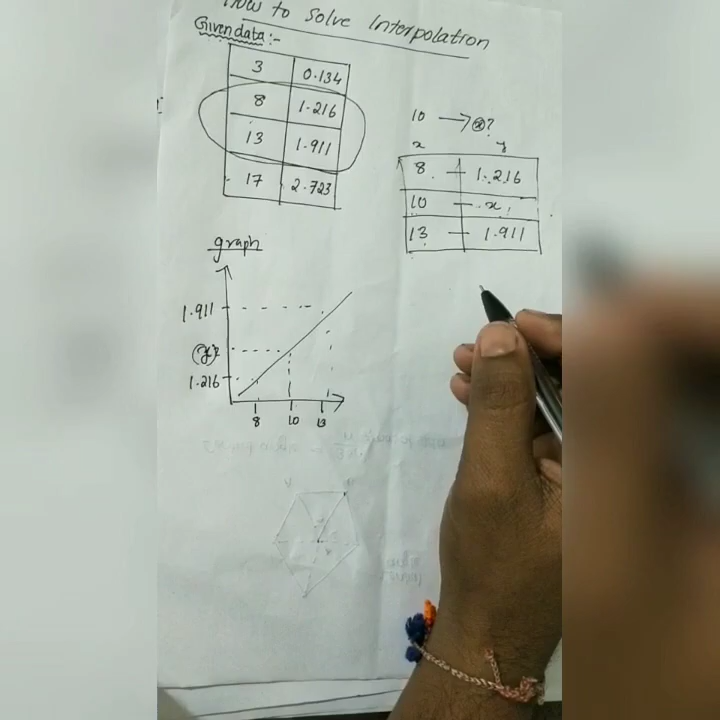 How to Solve Interpolation
Given data:-
3 0.134
8 1.216
13 1.911
17 2.723
10 → x?
x y
8 1.216
10 x
13 1.911
graph
1.911
1.216
8 10 13